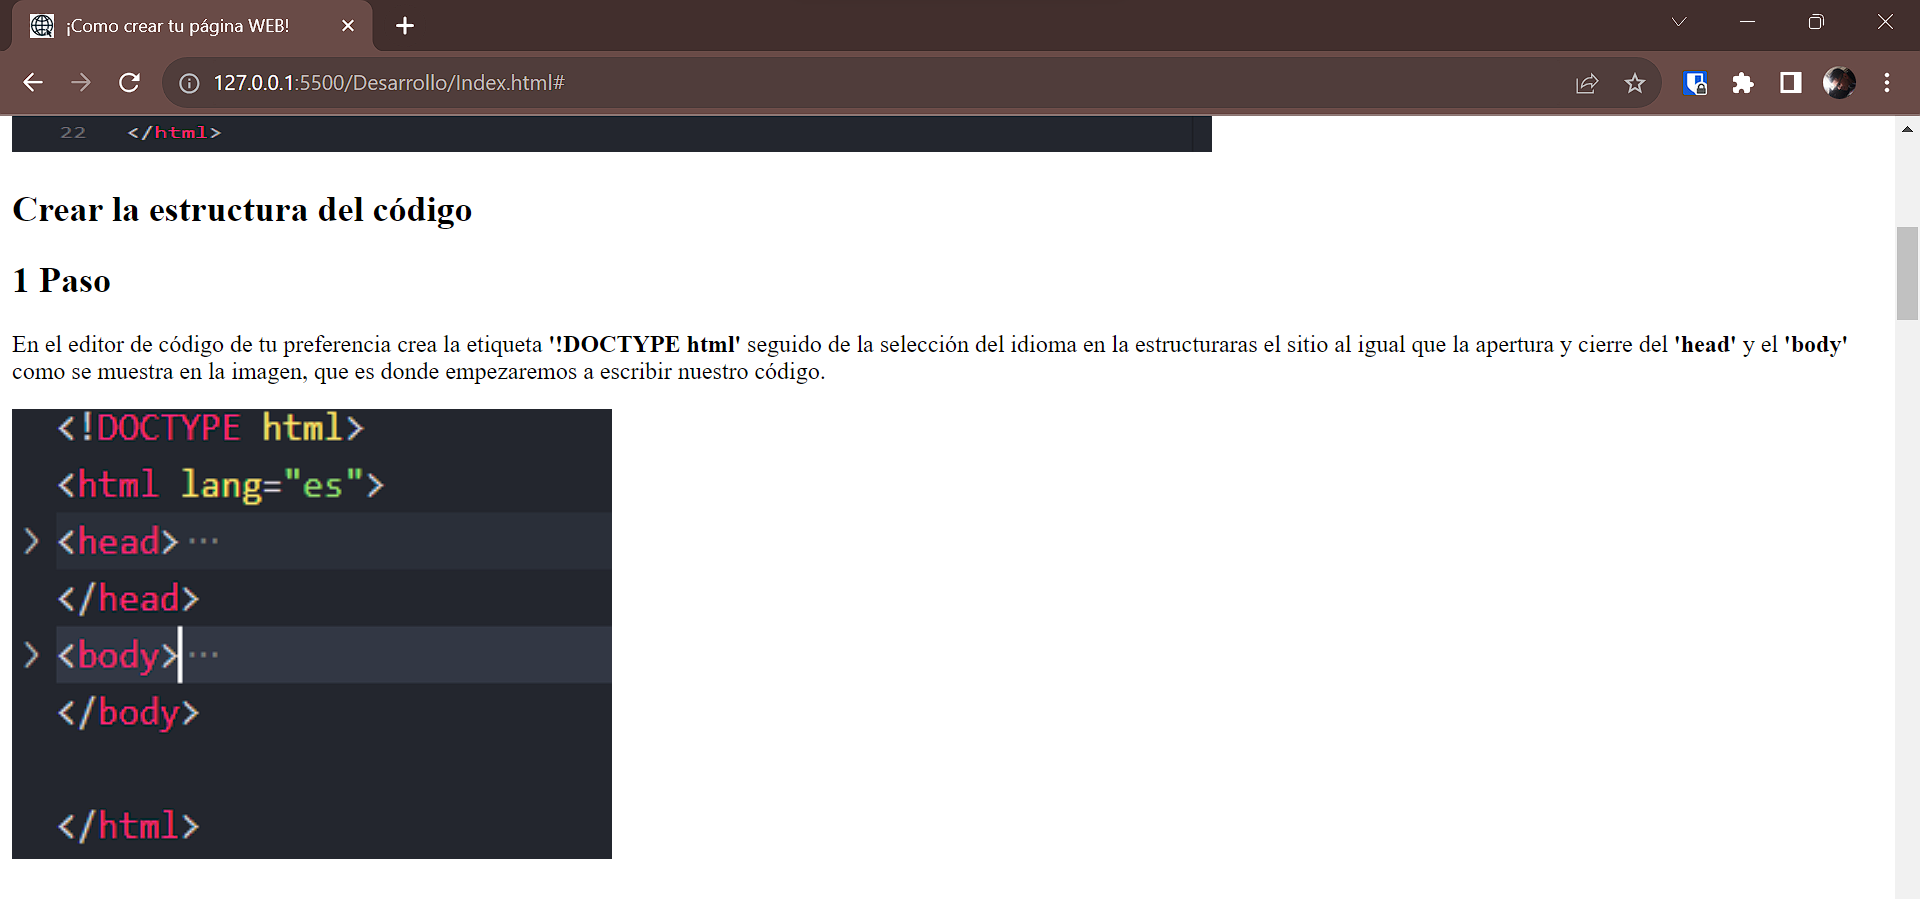 ¡Como crear tu página WEB!
127.0.0.1:5500/Desarrollo/Index.html#
22 </html>
Crear la estructura del código
1 Paso
En el editor de código de tu preferencia crea la etiqueta '!DOCTYPE html' seguido de la selección del idioma en la estructuraras el sitio al igual que la apertura y cierre del 'head' y el 'body'
como se muestra en la imagen, que es donde empezaremos a escribir nuestro código.
<!DOCTYPE html>
<html lang="es">
<head> ···
</head>
<body> ···
</body>
</html>